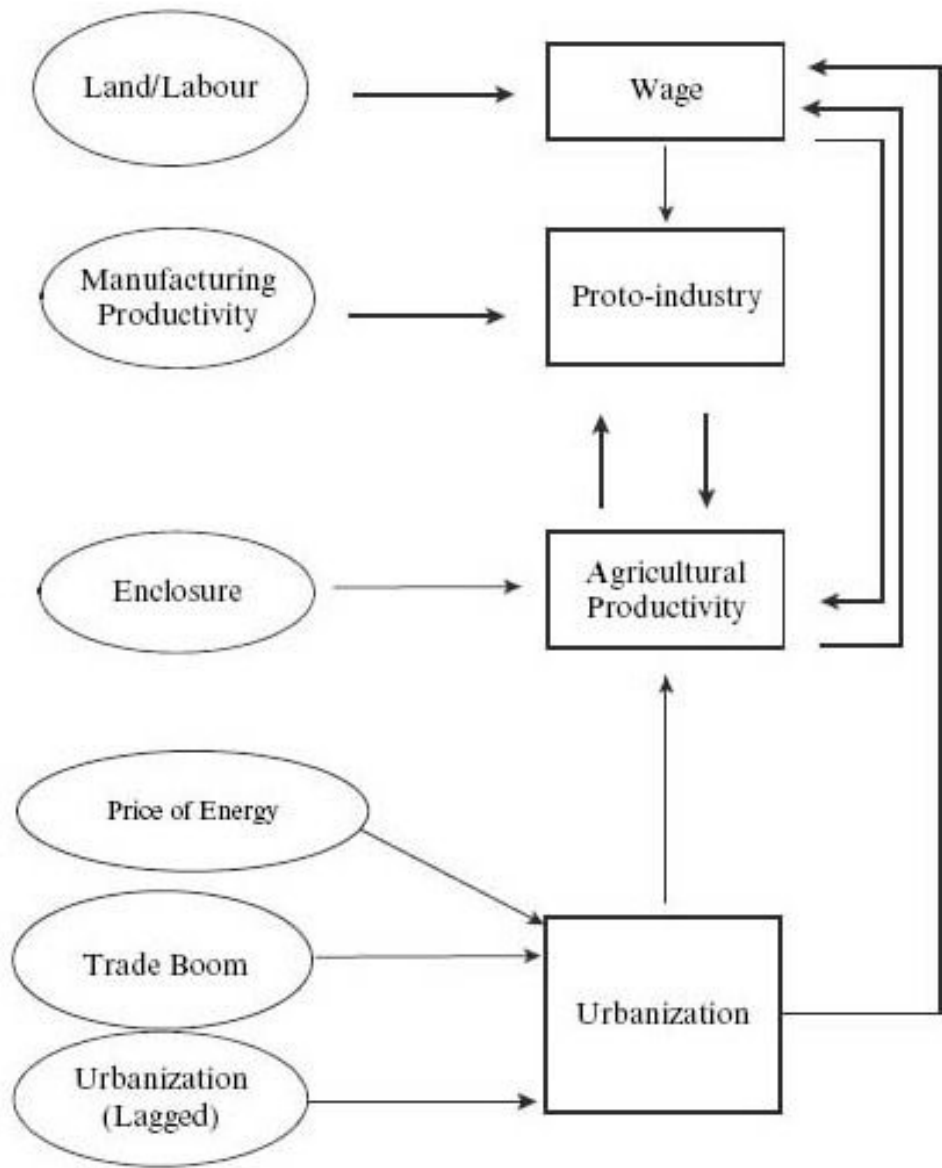 Land/Labour
Wage
Manufacturing
Productivity
Proto-industry
Enclosure
Agricultural
Productivity
Price of Energy
Trade Boom
Urbanization
Urbanization
(Lagged)